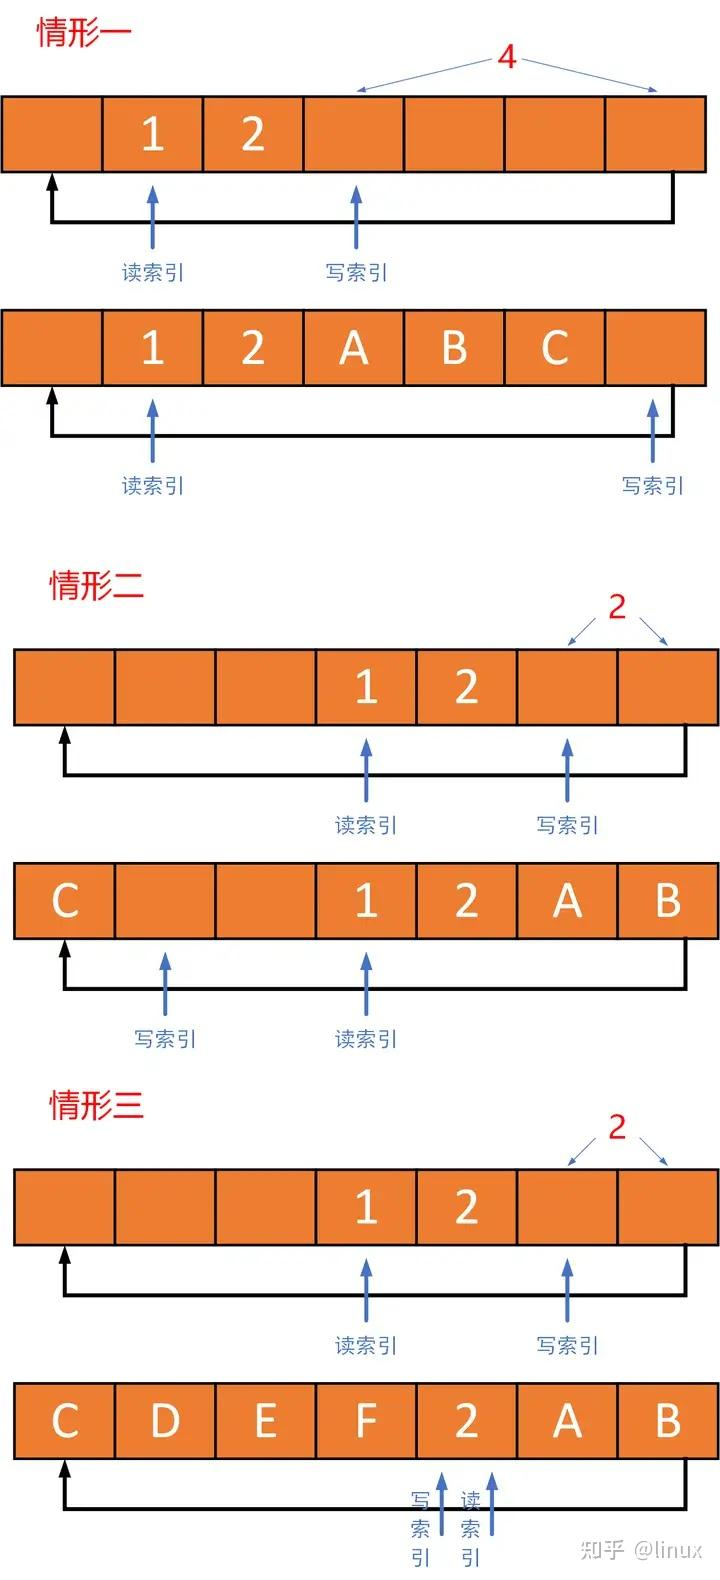 情形一
4
1 2
读索引 写索引
1 2 A B C
读索引 写索引
情形二
2
1 2
读索引 写索引
C 1 2 A B
写索引 读索引
情形三
2
1 2
读索引 写索引
C D E F 2 A B
写索引 读索引
知乎 @linux